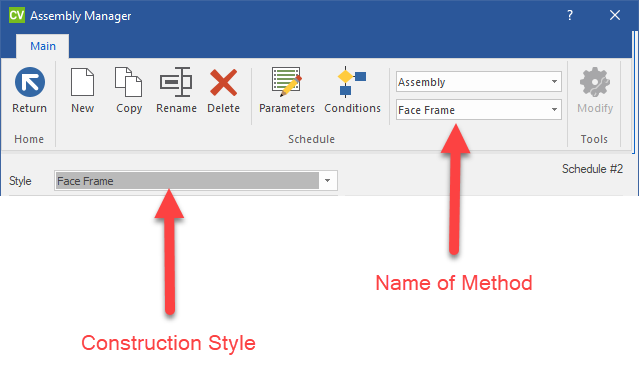 CV Assembly Manager ?
Main
Return New Copy Rename Delete Parameters Conditions Assembly Face Frame Modify
Home Schedule Tools
Schedule #2
Style Face Frame
Name of Method
Construction Style